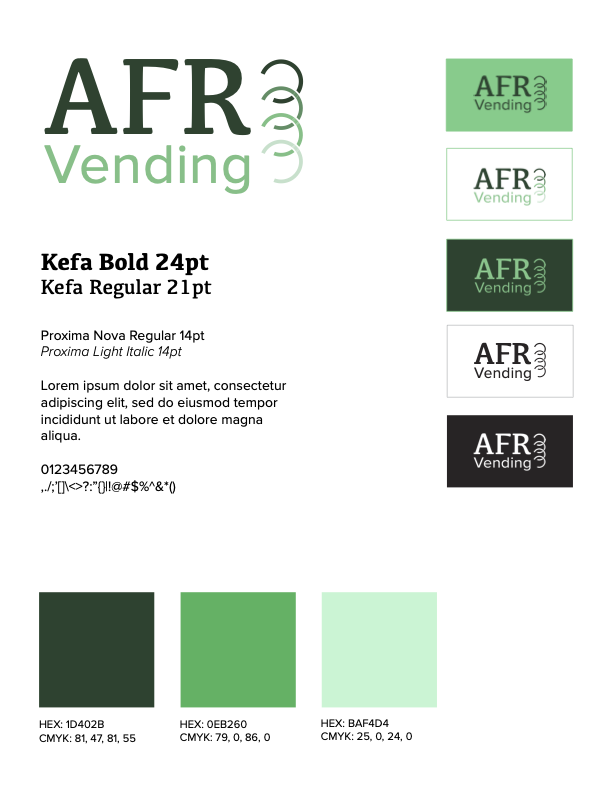 AFR
Vending
Kefa Bold 24pt
Kefa Regular 21pt
Proxima Nova Regular 14pt
Proxima Light Italic 14pt
Lorem ipsum dolor sit amet, consectetur
adipiscing elit, sed do eiusmod tempor
incididunt ut labore et dolore magna
aliqua.
0123456789
,./;'[]\<>?:"{}|!@#$%^&*()
AFR
Vending
AFR
Vending
AFR
Vending
AFR
Vending
AFR
Vending
HEX: 1D402B
CMYK: 81, 47, 81, 55
HEX: 0EB260
CMYK: 79, 0, 86, 0
HEX: BAF4D4
CMYK: 25, 0, 24, 0